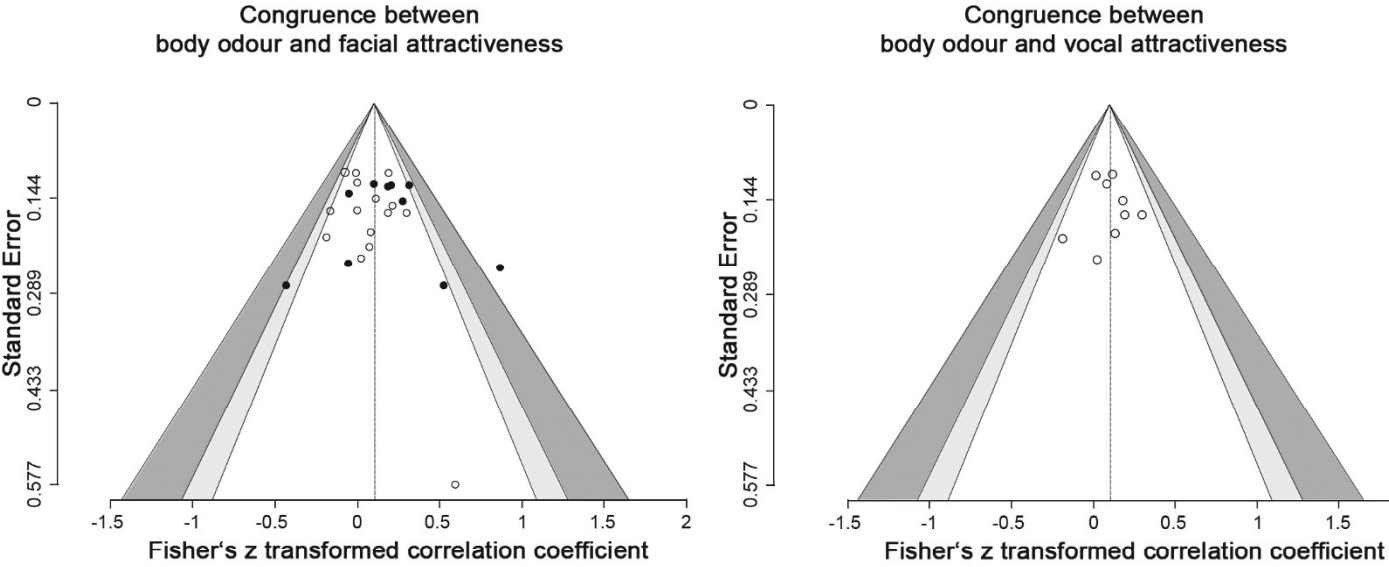 Congruence between
body odour and facial attractiveness
Standard Error
0
0.144
0.289
0.433
0.577
-1.5 -1 -0.5 0 0.5 1 1.5 2
Fisher‘s z transformed correlation coefficient
Congruence between
body odour and vocal attractiveness
Standard Error
0
0.144
0.289
0.433
0.577
-1.5 -1 -0.5 0 0.5 1 1.5
Fisher‘s z transformed correlation coefficient